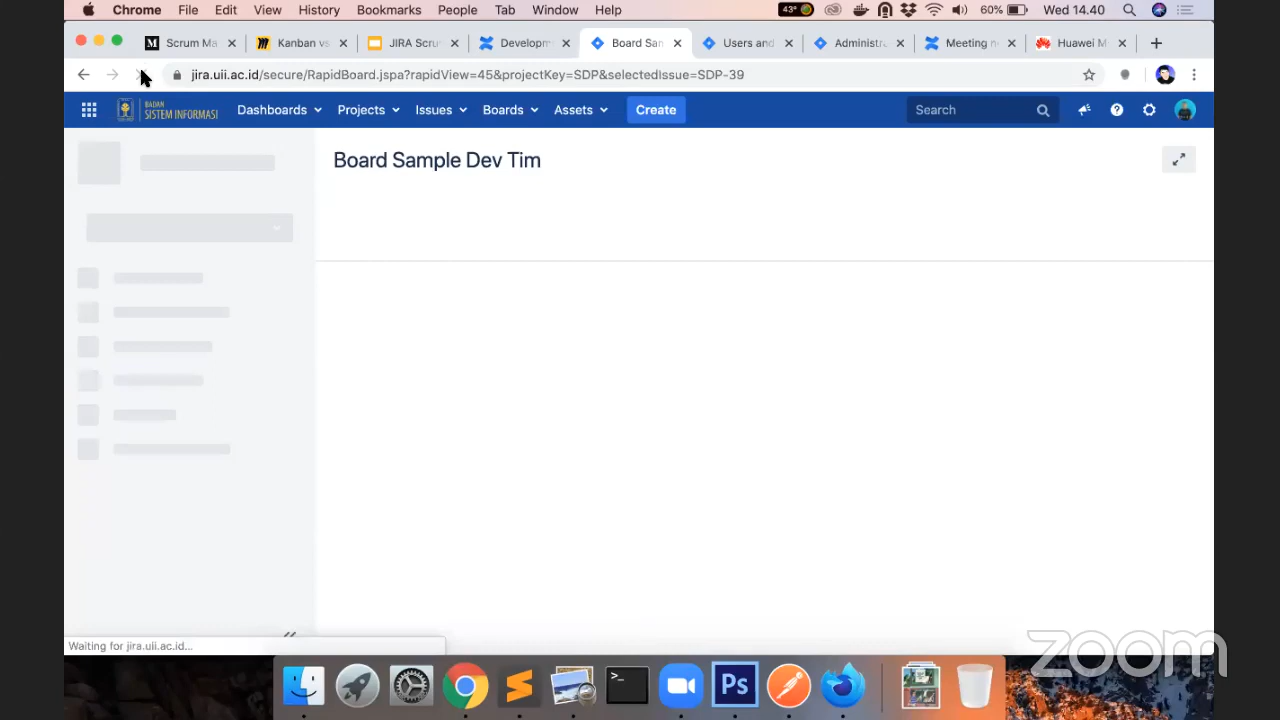 Chrome File Edit View History Bookmarks People Tab Window Help 43° 60% Wed 14.40
Scrum Ma Kanban vs JIRA Scru Developm Board San Users and Administra Meeting n Huawei M
jira.uii.ac.id/secure/RapidBoard.jspa?rapidView=45&projectKey=SDP&selectedIssue=SDP-39
BADAN
SISTEM INFORMASI
Dashboards Projects Issues Boards Assets Create Search
Board Sample Dev Tim
Waiting for jira.uii.ac.id...
Ps
zoom